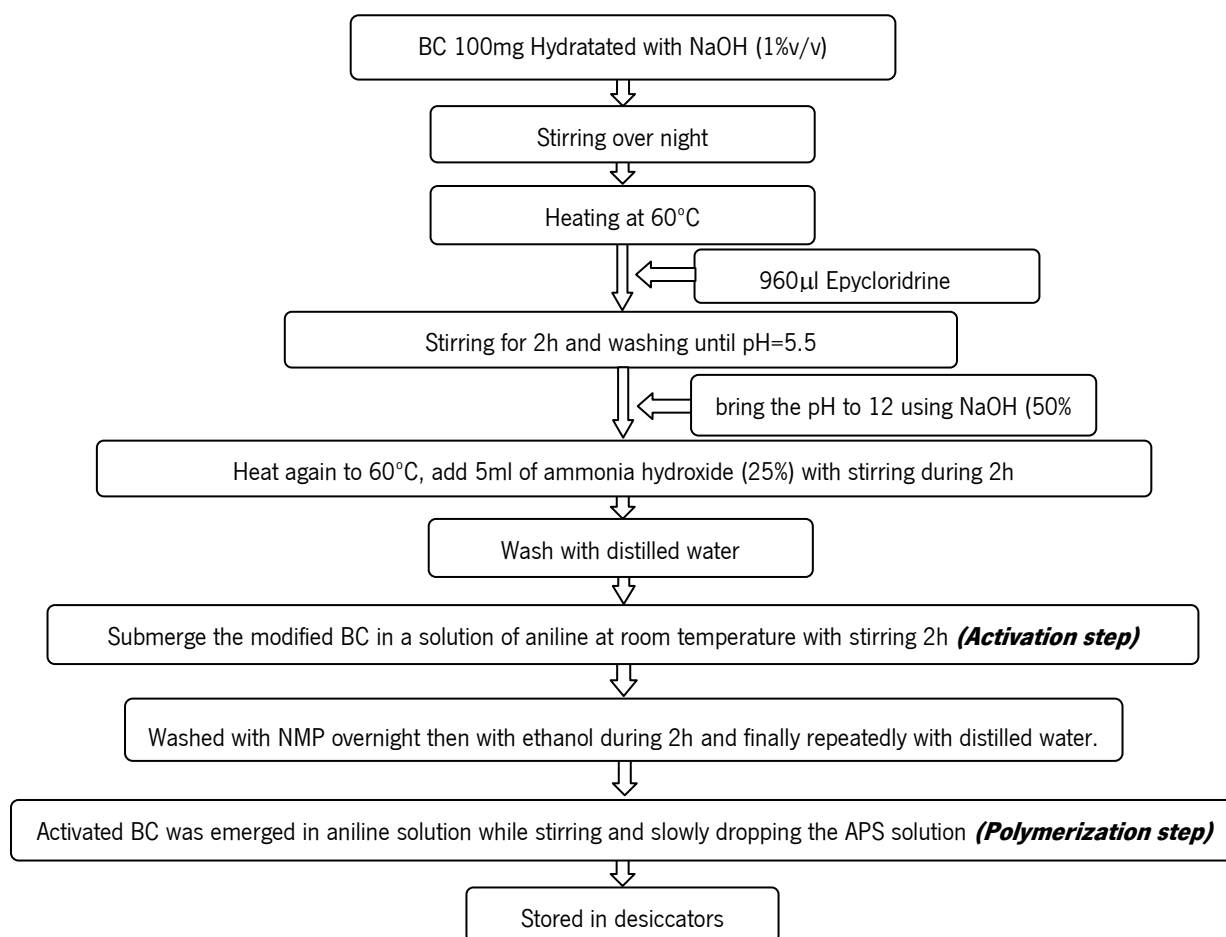 BC 100mg Hydratated with NaOH (1%v/v)
Stirring over night
Heating at 60°C
960µl Epycloridrine
Stirring for 2h and washing until pH=5.5
bring the pH to 12 using NaOH (50%
Heat again to 60°C, add 5ml of ammonia hydroxide (25%) with stirring during 2h
Wash with distilled water
Submerge the modified BC in a solution of aniline at room temperature with stirring 2h (Activation step)
Washed with NMP overnight then with ethanol during 2h and finally repeatedly with distilled water.
Activated BC was emerged in aniline solution while stirring and slowly dropping the APS solution (Polymerization step)
Stored in desiccators